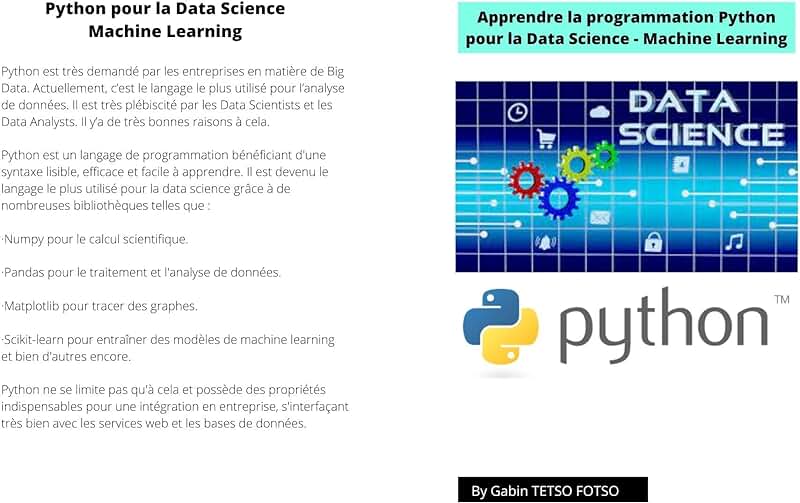 Python pour la Data Science
Machine Learning
Python est très demandé par les entreprises en matière de Big
Data. Actuellement, c'est le langage le plus utilisé pour l'analyse
de données. Il est très plébiscité par les Data Scientists et les
Data Analysts. Il y'a de très bonnes raisons à cela.
Python est un langage de programmation bénéficiant d'une
syntaxe lisible, efficace et facile à apprendre. Il est devenu le
langage le plus utilisé pour la data science grâce à de
nombreuses bibliothèques telles que :
·Numpy pour le calcul scientifique.
·Pandas pour le traitement et l'analyse de données.
·Matplotlib pour tracer des graphes.
·Scikit-learn pour entraîner des modèles de machine learning
et bien d'autres encore.
Python ne se limite pas qu'à cela et possède des propriétés
indispensables pour une intégration en entreprise, s'interfaçant
très bien avec les services web et les bases de données.
Apprendre la programmation Python
pour la Data Science - Machine Learning
DATA
SCIENCE
python™
By Gabin TETSO FOTSO